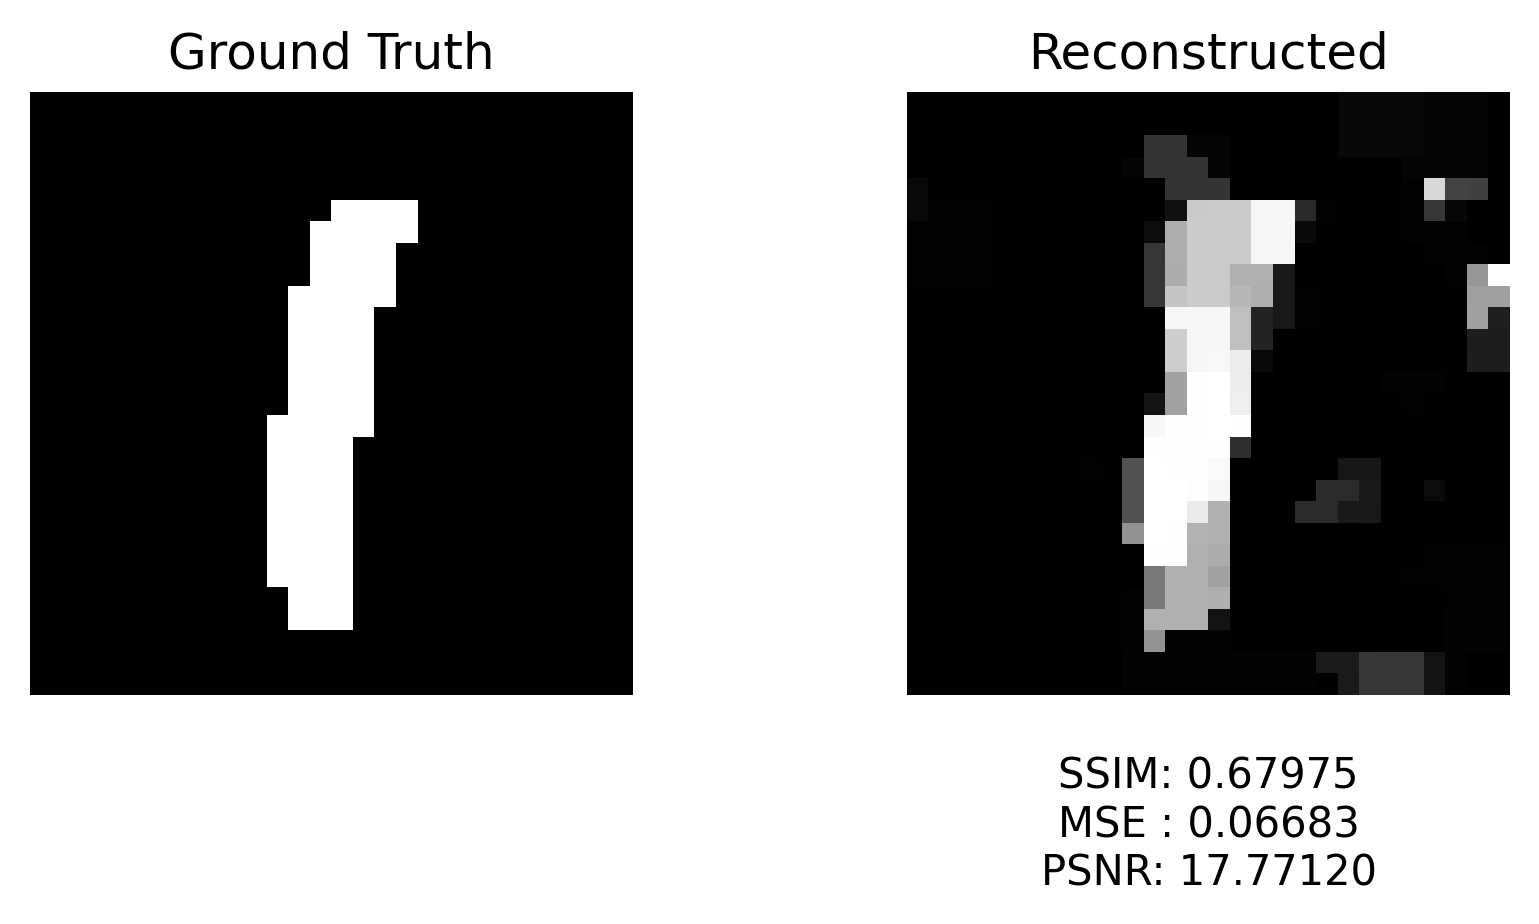 Ground Truth
Reconstructed
SSIM: 0.67975
MSE : 0.06683
PSNR: 17.77120